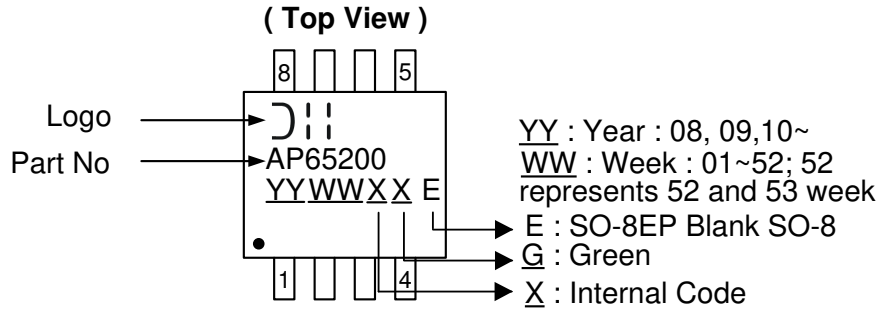 ( Top View )
8 5
Logo
Part No
AP65200
YY WW X X E
1 4
YY : Year : 08, 09,10~
WW : Week : 01~52; 52
represents 52 and 53 week
E : SO-8EP Blank SO-8
G : Green
X : Internal Code